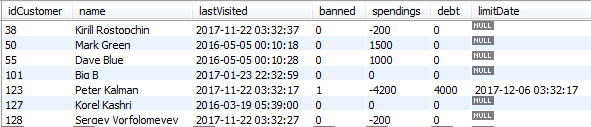 idCustomer name lastVisited banned spendings debt limitDate
38 Kirill Rostopchin 2017-11-22 03:32:37 0 -200 0 NULL
50 Mark Green 2016-05-05 00:10:18 0 1500 0 NULL
55 Dave Blue 2016-05-05 00:10:28 0 1000 0 NULL
101 Big B 2017-01-23 22:32:59 0 0 0 NULL
123 Peter Kalman 2017-11-22 03:32:17 1 -4200 4000 2017-12-06 03:32:17
127 Korel Kashri 2016-03-19 05:39:00 0 0 0 NULL
128 Sergey Vorfolomeyev 2017-11-22 03:32:27 0 -200 0 NULL